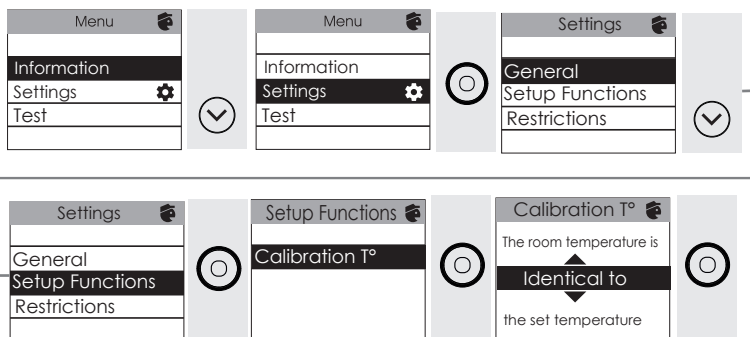 Menu
Information
Settings
Test
Menu
Information
Settings
Test
Settings
General
Setup Functions
Restrictions
Settings
General
Setup Functions
Restrictions
Setup Functions
Calibration T°
Calibration T°
The room temperature is
Identical to
the set temperature